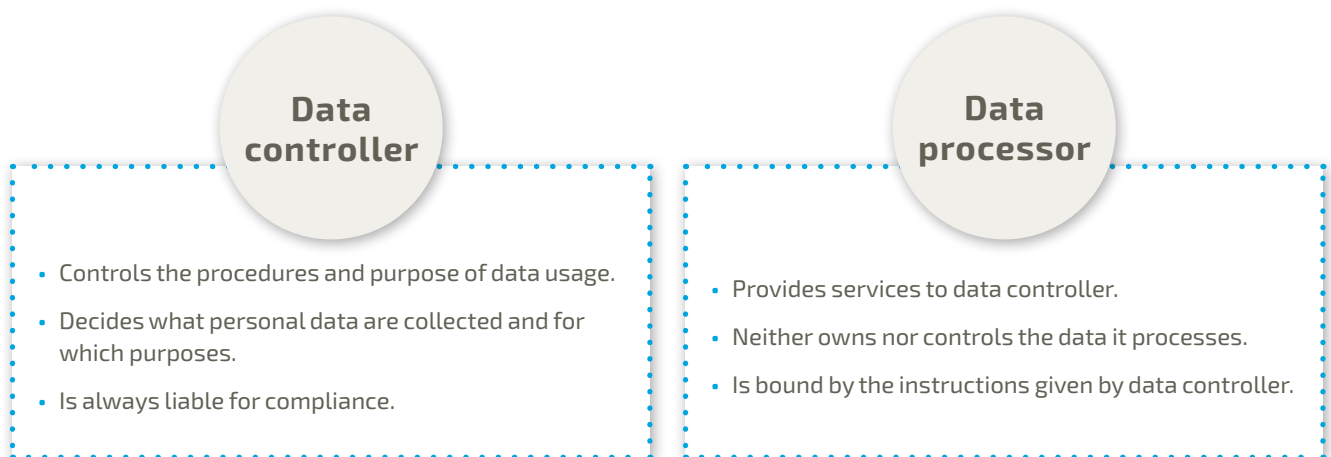 Data
controller
• Controls the procedures and purpose of data usage.
• Decides what personal data are collected and for
which purposes.
• Is always liable for compliance.
Data
processor
• Provides services to data controller.
• Neither owns nor controls the data it processes.
• Is bound by the instructions given by data controller.